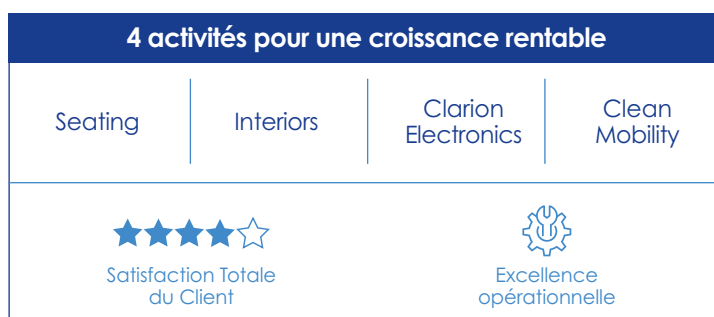 4 activités pour une croissance rentable
Seating
Interiors
Clarion
Electronics
Clean
Mobility
Satisfaction Totale
du Client
Excellence
opérationnelle